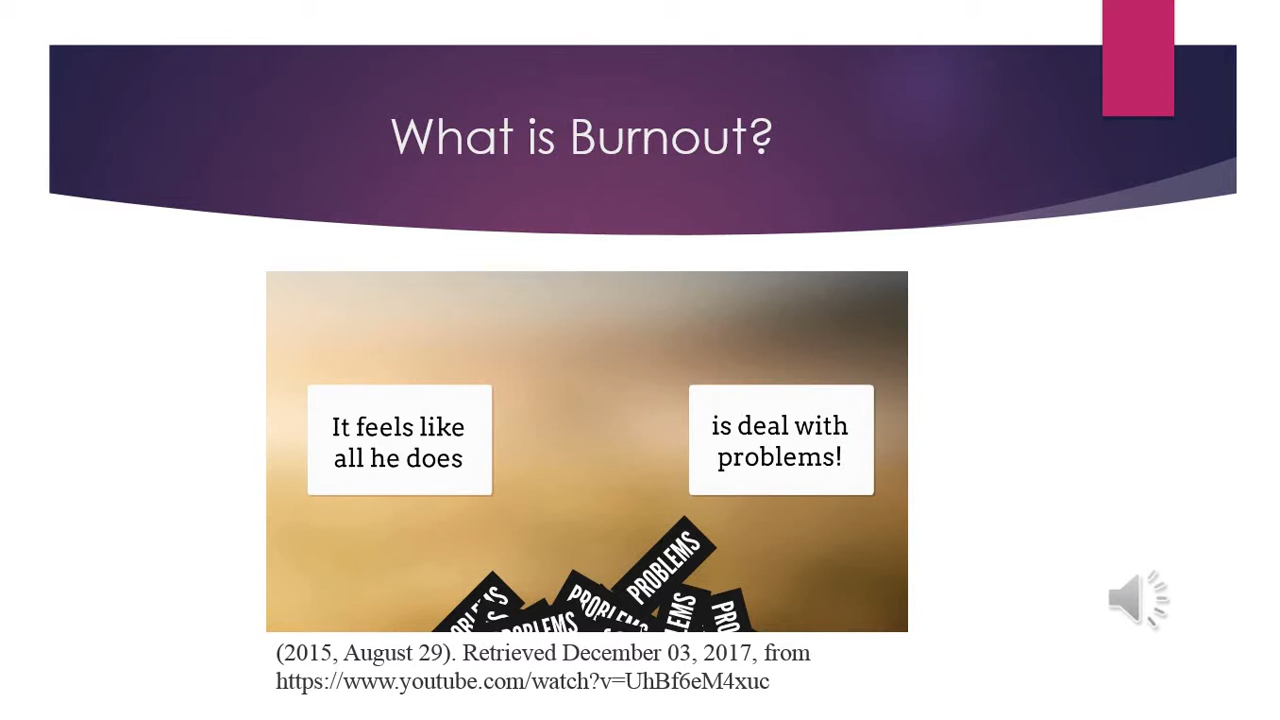 What is Burnout?
It feels like
all he does
is deal with
problems!
PROBLEMS
(2015, August 29). Retrieved December 03, 2017, from
https://www.youtube.com/watch?v=UhBf6eM4xuc